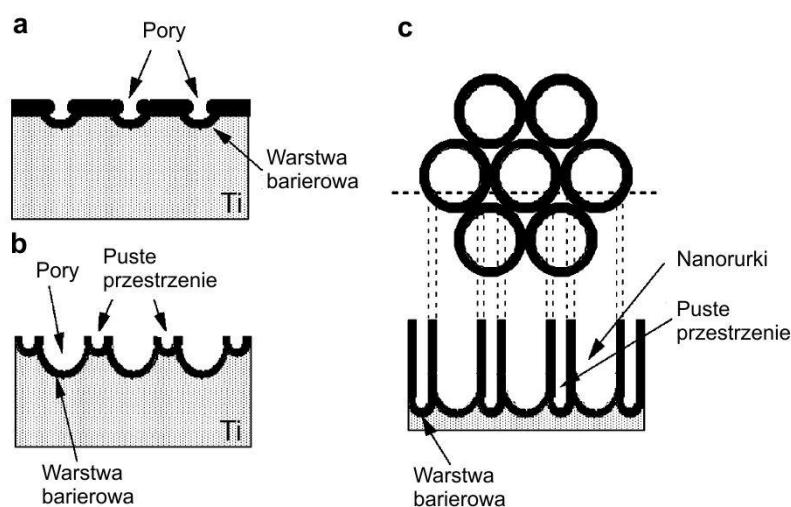 a
Pory
Warstwa
barierowa
Ti
b
Pory
Puste
przestrzenie
Ti
Warstwa
barierowa
c
Nanorurki
Puste
przestrzenie
Warstwa
barierowa